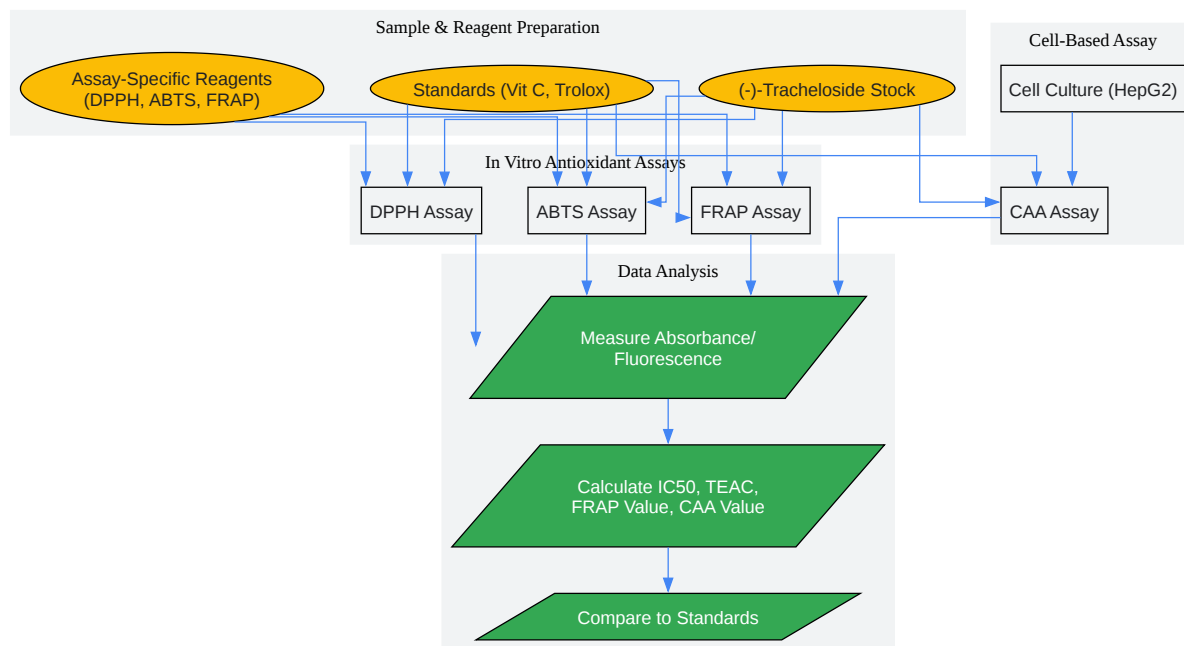 Sample & Reagent Preparation
Cell-Based Assay
Assay-Specific Reagents
(DPPH, ABTS, FRAP)
Standards (Vit C, Trolox)
(-)-Tracheloside Stock
Cell Culture (HepG2)
In Vitro Antioxidant Assays
DPPH Assay
ABTS Assay
FRAP Assay
CAA Assay
Data Analysis
Measure Absorbance/
Fluorescence
Calculate IC50, TEAC,
FRAP Value, CAA Value
Compare to Standards